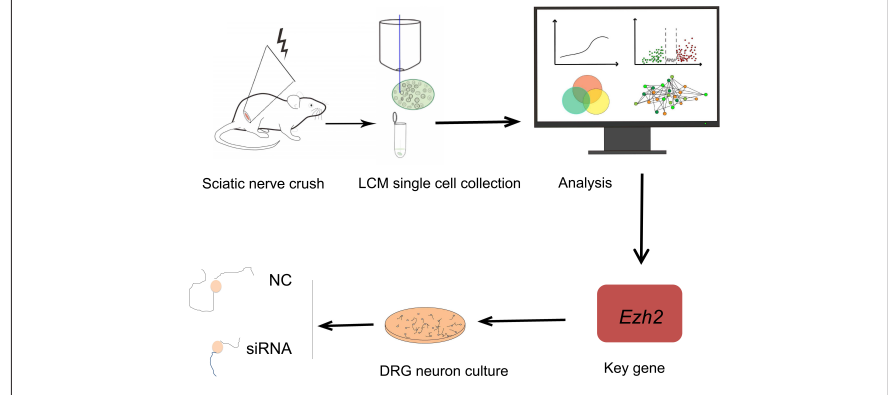 Sciatic nerve crush
LCM single cell collection
Analysis
NC
siRNA
Ezh2
DRG neuron culture
Key gene